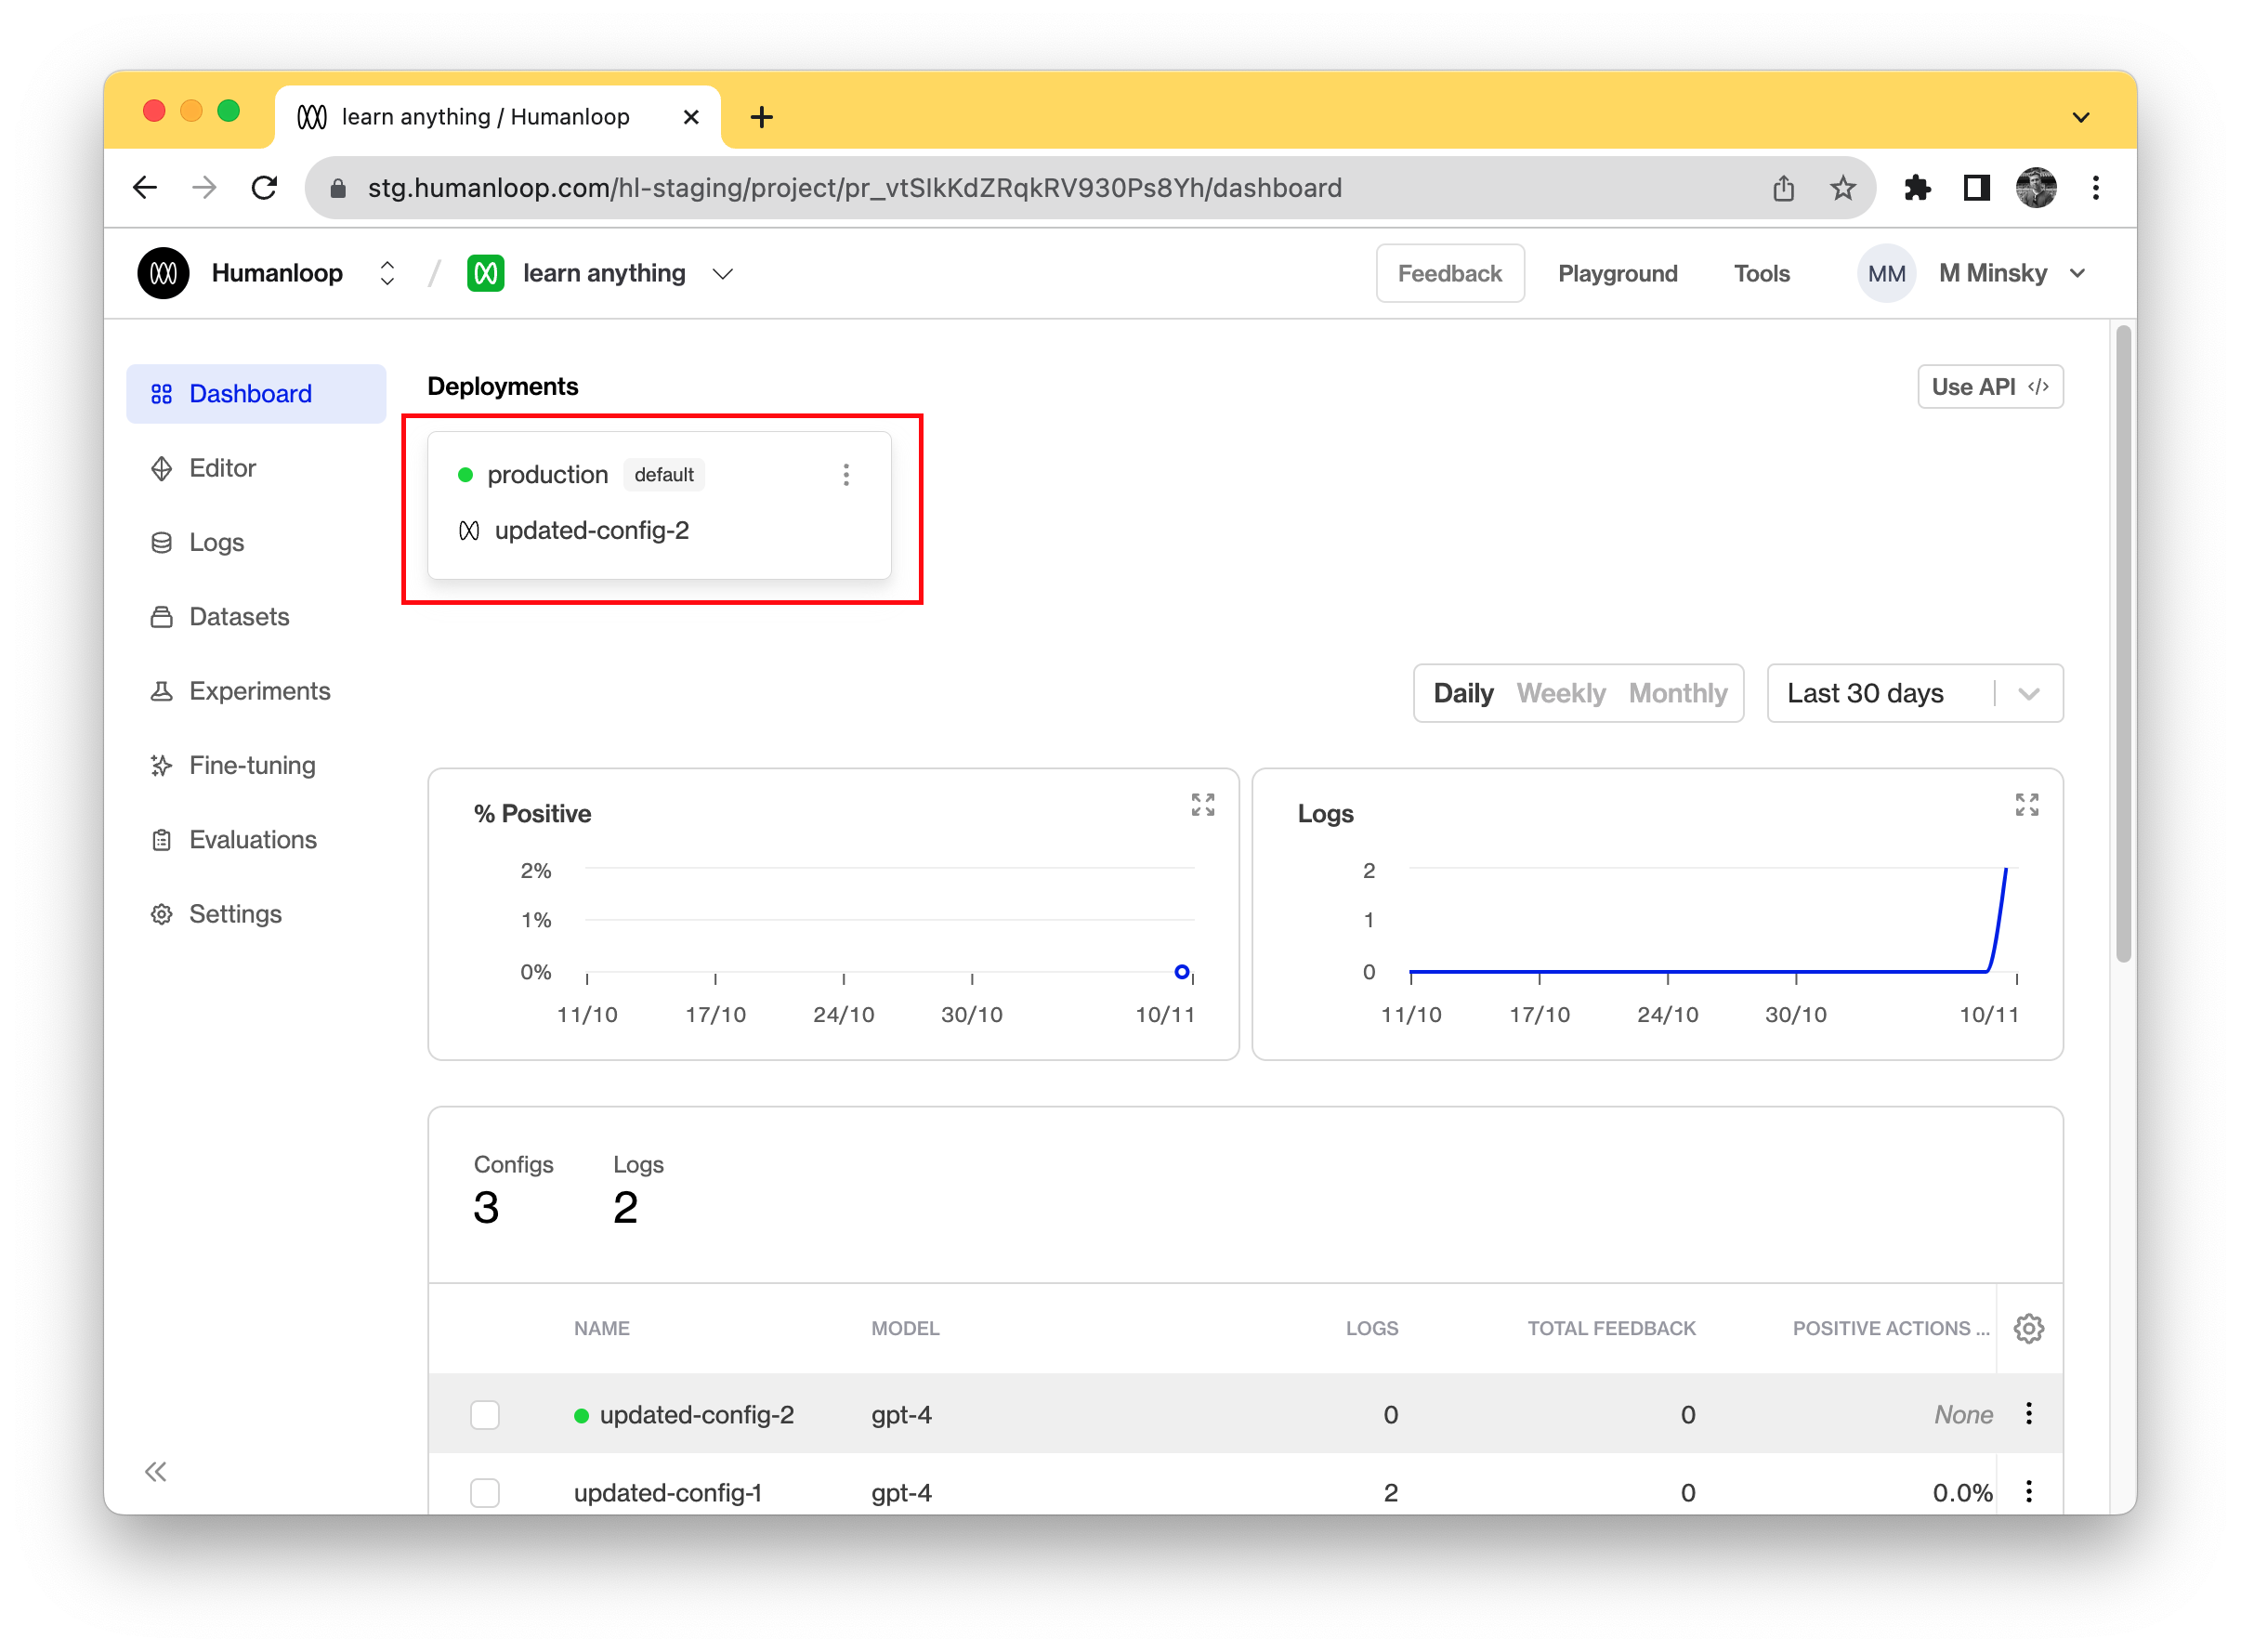 learn anything / Humanloop
stg.humanloop.com/hl-staging/project/pr_vtSIkKdZRqkRV930Ps8Yh/dashboard
Humanloop / learn anything
Feedback Playground Tools MM M Minsky
Dashboard
Editor
Logs
Datasets
Experiments
Fine-tuning
Evaluations
Settings
Deployments
Use API </>
production default
updated-config-2
Daily Weekly Monthly Last 30 days
% Positive
2%
1%
0%
11/10 17/10 24/10 30/10 10/11
Logs
2
1
0
11/10 17/10 24/10 30/10 10/11
Configs Logs
3 2
NAME MODEL LOGS TOTAL FEEDBACK POSITIVE ACTIONS ...
updated-config-2 gpt-4 0 0 None
updated-config-1 gpt-4 2 0 0.0%